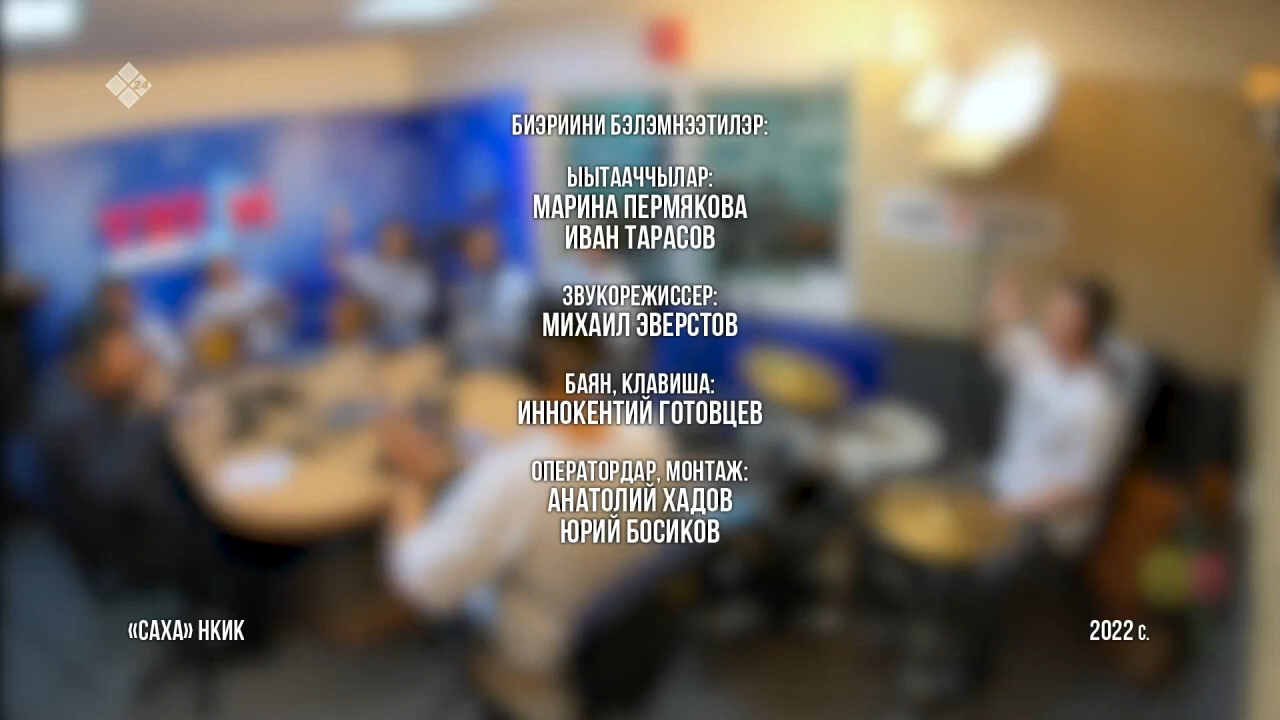 24
БИЭРИИНИ БЭЛЭМНЭЭТИЛЭР:
ЫЫТААЧЧЫЛАР:
МАРИНА ПЕРМЯКОВА
ИВАН ТАРАСОВ
ЗВУКОРЕЖИССЕР:
МИХАИЛ ЭВЕРСТОВ
БАЯН, КЛАВИША:
ИННОКЕНТИЙ ГОТОВЦЕВ
ОПЕРАТОРДАР, МОНТАЖ:
АНАТОЛИЙ ХАДОВ
ЮРИЙ БОСИКОВ
«САХА» НКИК
2022 с.